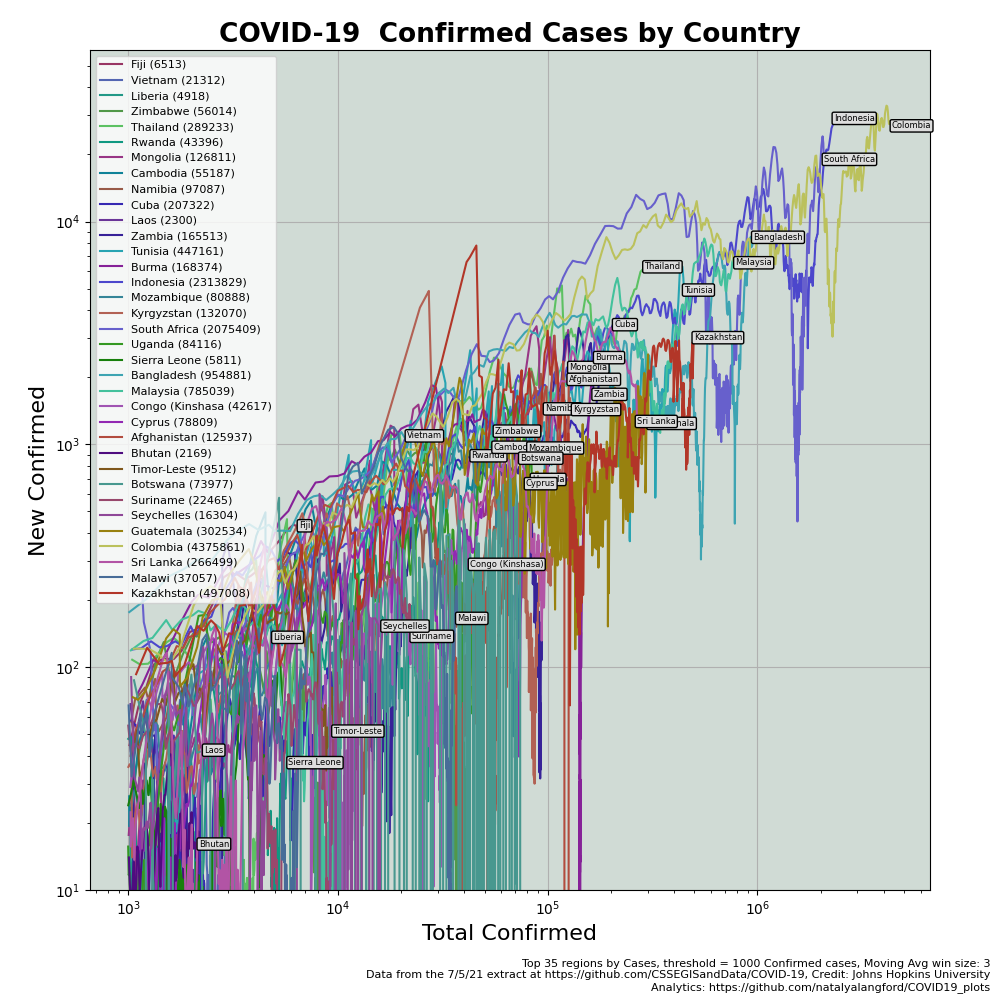 COVID-19  Confirmed Cases by Country
Fiji (6513)
Vietnam (21312)
Liberia (4918)
Zimbabwe (56014)
Thailand (289233)
Rwanda (43396)
Mongolia (126811)
Cambodia (55187)
Namibia (97087)
Cuba (207322)
Laos (2300)
Zambia (165513)
Tunisia (447161)
Burma (168374)
Indonesia (2313829)
Mozambique (80888)
Kyrgyzstan (132070)
South Africa (2075409)
Uganda (84116)
Sierra Leone (5811)
Bangladesh (954881)
Malaysia (785039)
Congo (Kinshasa (42617)
Cyprus (78809)
Afghanistan (125937)
Bhutan (2169)
Timor-Leste (9512)
Botswana (73977)
Suriname (22465)
Seychelles (16304)
Guatemala (302534)
Colombia (4375861)
Sri Lanka (266499)
Malawi (37057)
Kazakhstan (497008)
Indonesia
Colombia
South Africa
Bangladesh
Malaysia
Thailand
Tunisia
Cuba
Kazakhstan
Burma
Mongolia
Afghanistan
Zambia
Namib
Kyrgyzstan
Sri Lanka
nala
Vietnam
Zimbabwe
Cambod
Mozambique
Rwanda
Botswana
Cyprus
Fiji
Congo (Kinshasa)
Malawi
Seychelles
Suriname
Liberia
Timor-Leste
Laos
Sierra Leone
Bhutan
New Confirmed
10⁴
10³
10²
10¹
10³ 10⁴ 10⁵ 10⁶
Total Confirmed
Top 35 regions by Cases, threshold = 1000 Confirmed cases, Moving Avg win size: 3
Data from the 7/5/21 extract at https://github.com/CSSEGISandData/COVID-19, Credit: Johns Hopkins University
Analytics: https://github.com/natalyalangford/COVID19_plots